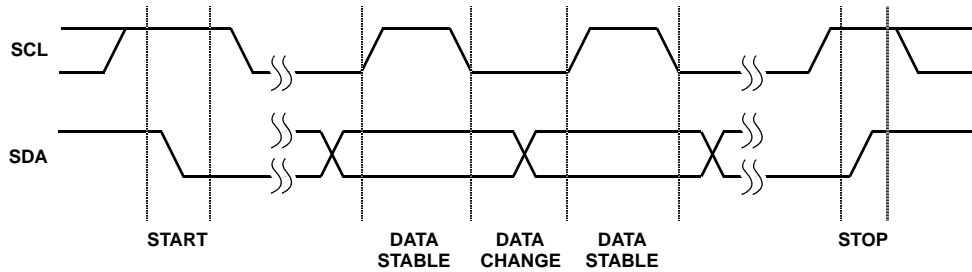 SCL
SDA
START
DATA
STABLE
DATA
CHANGE
DATA
STABLE
STOP